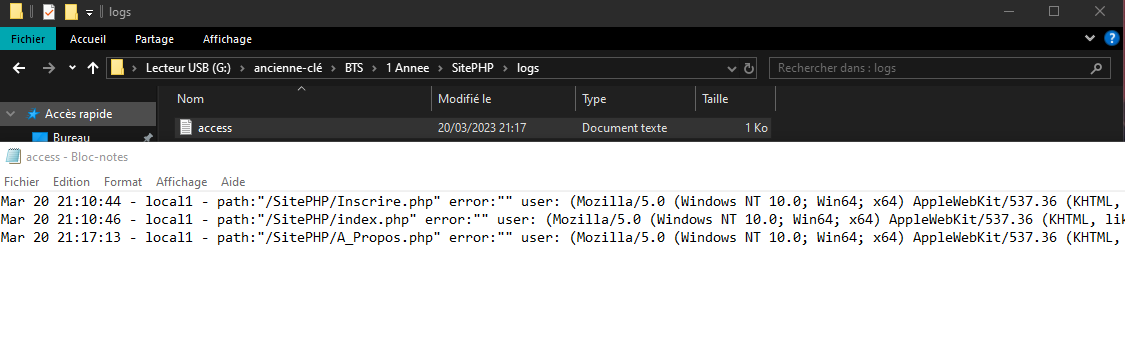 logs
Fichier Accueil Partage Affichage
Lecteur USB (G:) ancienne-clé BTS 1 Annee SitePHP logs Rechercher dans : logs
Nom Modifié le Type Taille
Accès rapide
access 20/03/2023 21:17 Document texte 1 Ko
Bureau
access - Bloc-notes
Fichier Edition Format Affichage Aide
Mar 20 21:10:44 - local1 - path:"/SitePHP/Inscrire.php" error:"" user: (Mozilla/5.0 (Windows NT 10.0; Win64; x64) AppleWebKit/537.36 (KHTML,
Mar 20 21:10:46 - local1 - path:"/SitePHP/index.php" error:"" user: (Mozilla/5.0 (Windows NT 10.0; Win64; x64) AppleWebKit/537.36 (KHTML, lik
Mar 20 21:17:13 - local1 - path:"/SitePHP/A_Propos.php" error:"" user: (Mozilla/5.0 (Windows NT 10.0; Win64; x64) AppleWebKit/537.36 (KHTML,